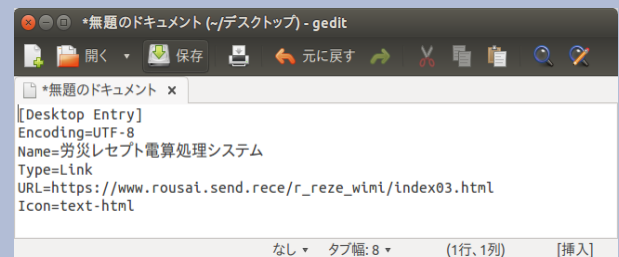 *無題のドキュメント (~/デスクトップ) - gedit
開く 保存 元に戻す
*無題のドキュメント ×
[Desktop Entry]
Encoding=UTF-8
Name=労災レセプト電算処理システム
Type=Link
URL=https://www.rousai.send.rece/r_reze_wimi/index03.html
Icon=text-html
なし タブ幅: 8 (1行、1列) [挿入]